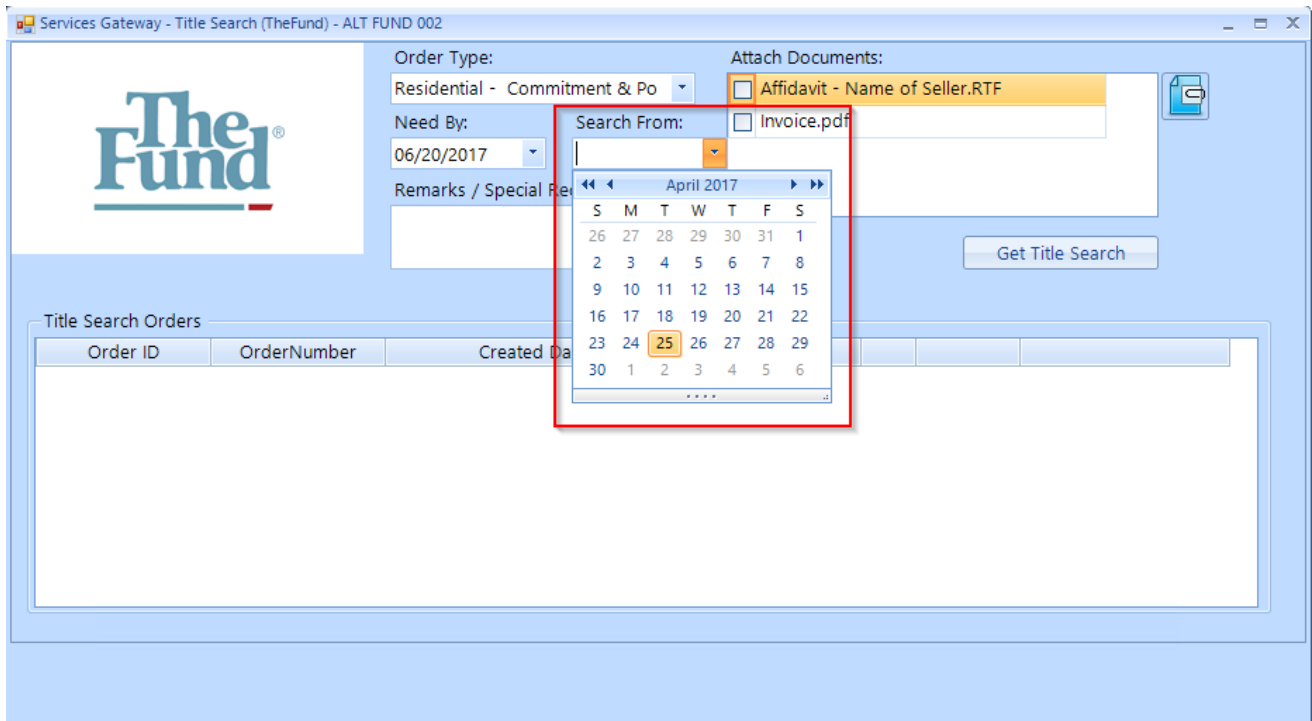 Services Gateway - Title Search (TheFund) - ALT FUND 002
The Fund®
Order Type:
Attach Documents:
Residential - Commitment & Po
Affidavit - Name of Seller.RTF
Need By:
Search From:
Invoice.pdf
06/20/2017
Remarks / Special Re
April 2017
S M T W T F S
26 27 28 29 30 31 1
2 3 4 5 6 7 8
9 10 11 12 13 14 15
16 17 18 19 20 21 22
23 24 25 26 27 28 29
30 1 2 3 4 5 6
Get Title Search
Title Search Orders
Order ID
OrderNumber
Created Da